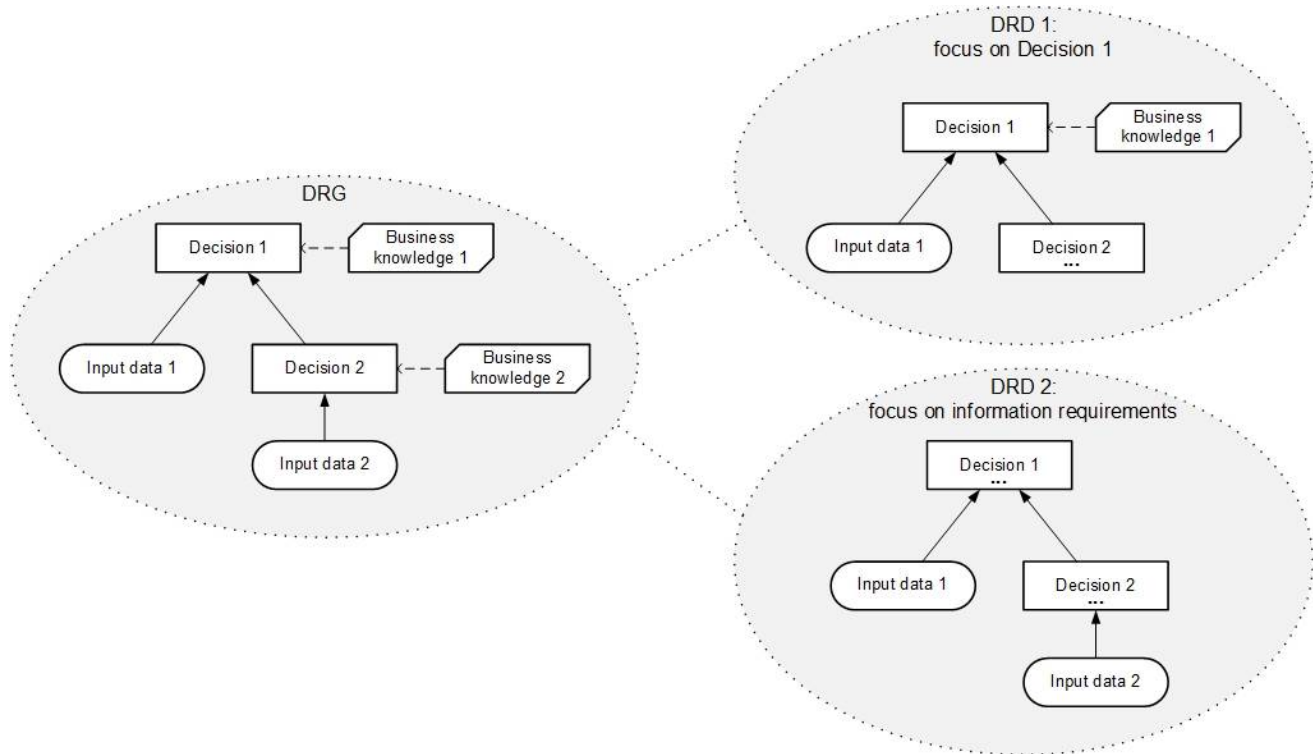 DRG
Decision 1
Business
knowledge 1
Input data 1
Decision 2
Business
knowledge 2
Input data 2
DRD 1:
focus on Decision 1
Decision 1
Business
knowledge 1
Input data 1
Decision 2
...
DRD 2:
focus on information requirements
Decision 1
...
Input data 1
Decision 2
...
Input data 2